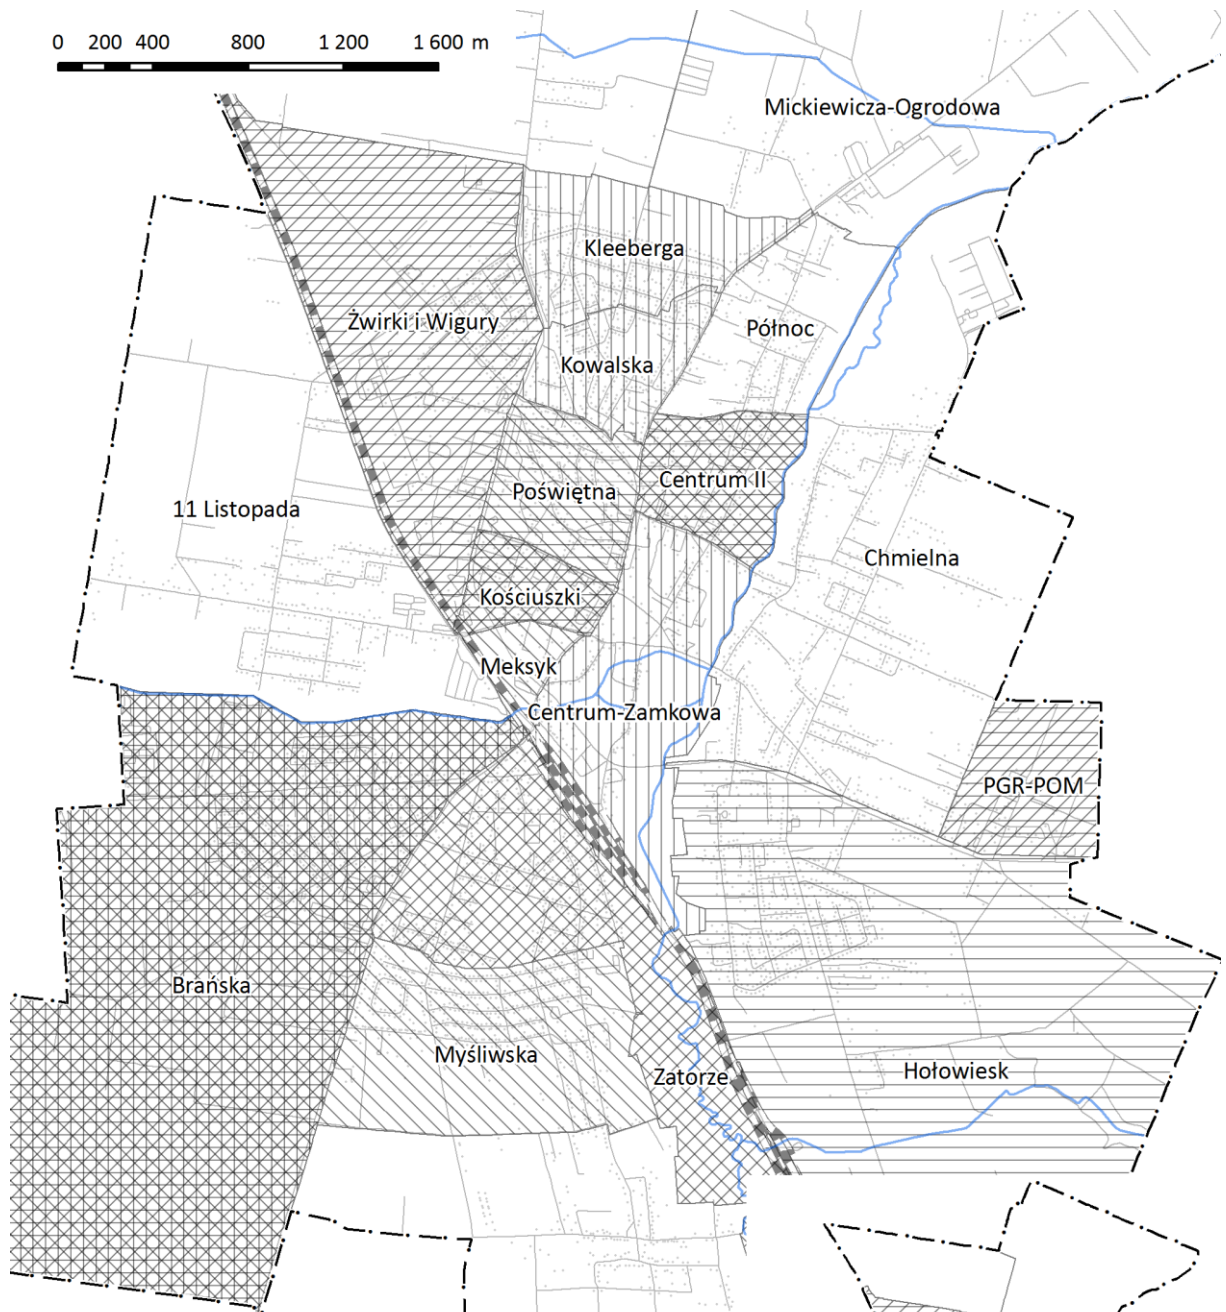 0 200 400 800 1 200 1 600 m
Mickiewicza-Ogrodowa
Kleeberga
Żwirki i Wigury
Północ
Kowalska
Centrum II
Poświętna
11 Listopada
Chmielna
Kościuszki
Meksyk
Centrum-Zamkowa
PGR-POM
Brańska
Myśliwska
Zatorze
Hołowiesk